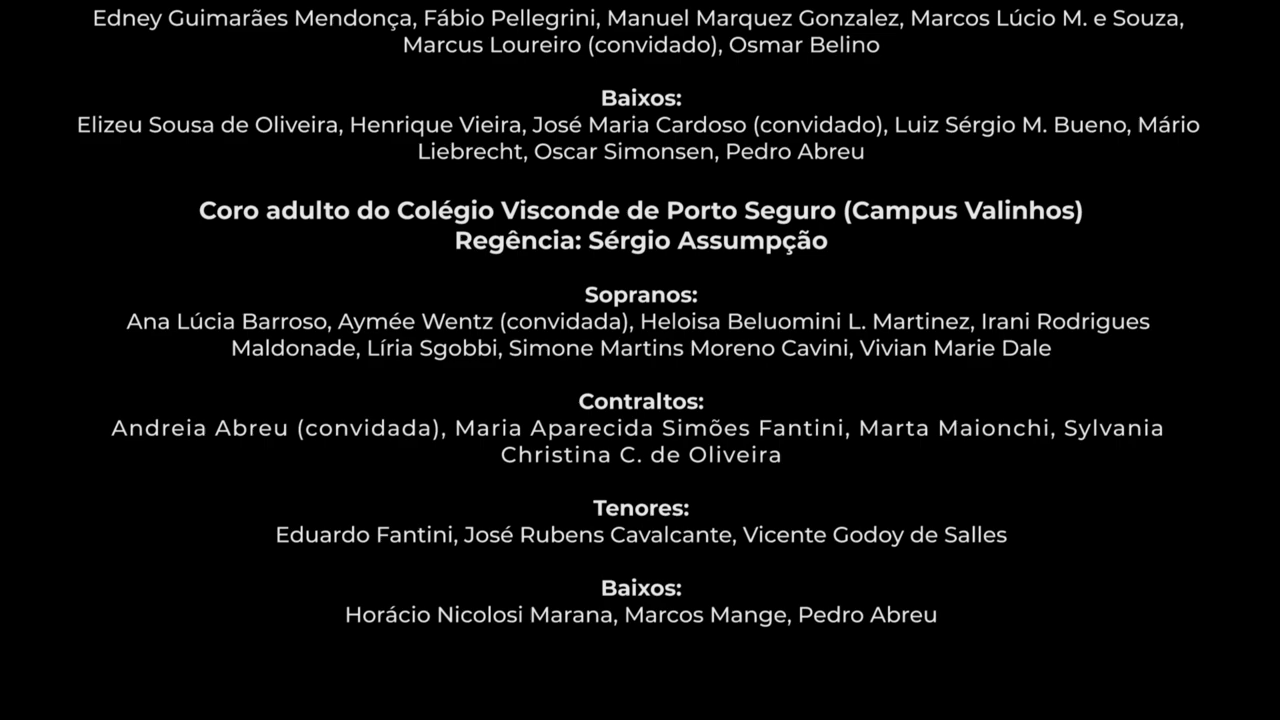 Edney Guimarães Mendonça, Fábio Pellegrini, Manuel Marquez Gonzalez, Marcos Lúcio M. e Souza,
Marcus Loureiro (convidado), Osmar Belino
Baixos:
Elizeu Sousa de Oliveira, Henrique Vieira, José Maria Cardoso (convidado), Luiz Sérgio M. Bueno, Mário
Liebrecht, Oscar Simonsen, Pedro Abreu
Coro adulto do Colégio Visconde de Porto Seguro (Campus Valinhos)
Regência: Sérgio Assumpção
Sopranos:
Ana Lúcia Barroso, Aymée Wentz (convidada), Heloisa Beluomini L. Martinez, Irani Rodrigues
Maldonade, Líria Sgobbi, Simone Martins Moreno Cavini, Vivian Marie Dale
Contraltos:
Andreia Abreu (convidada), Maria Aparecida Simões Fantini, Marta Maionchi, Sylvania
Christina C. de Oliveira
Tenores:
Eduardo Fantini, José Rubens Cavalcante, Vicente Godoy de Salles
Baixos:
Horácio Nicolosi Marana, Marcos Mange, Pedro Abreu